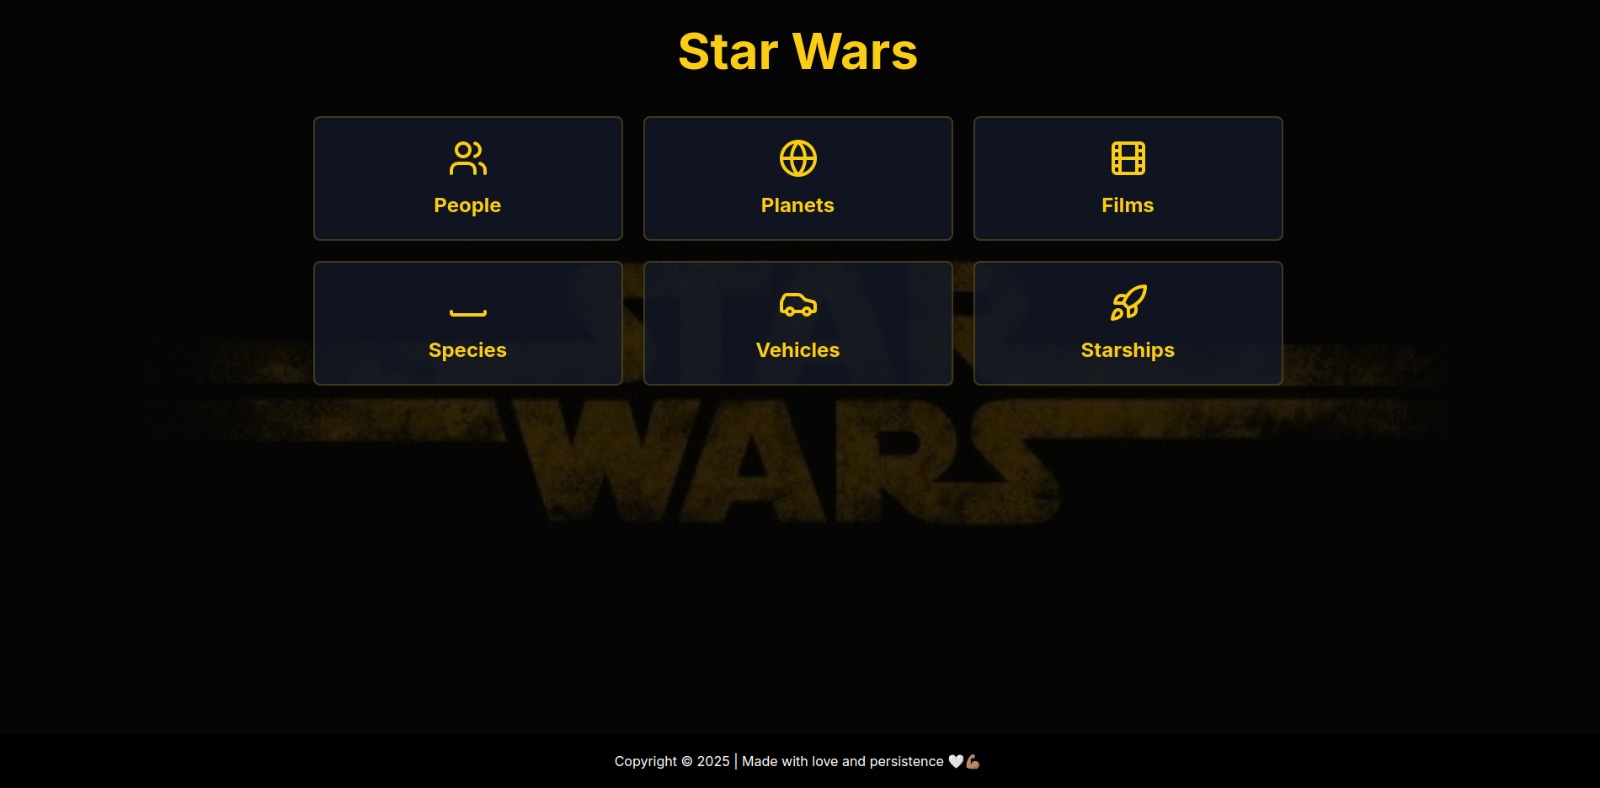 Star Wars
People
Planets
Films
STAR
Species
Vehicles
Starships
WARS
Copyright © 2025 | Made with love and persistence 🤍💪🏽